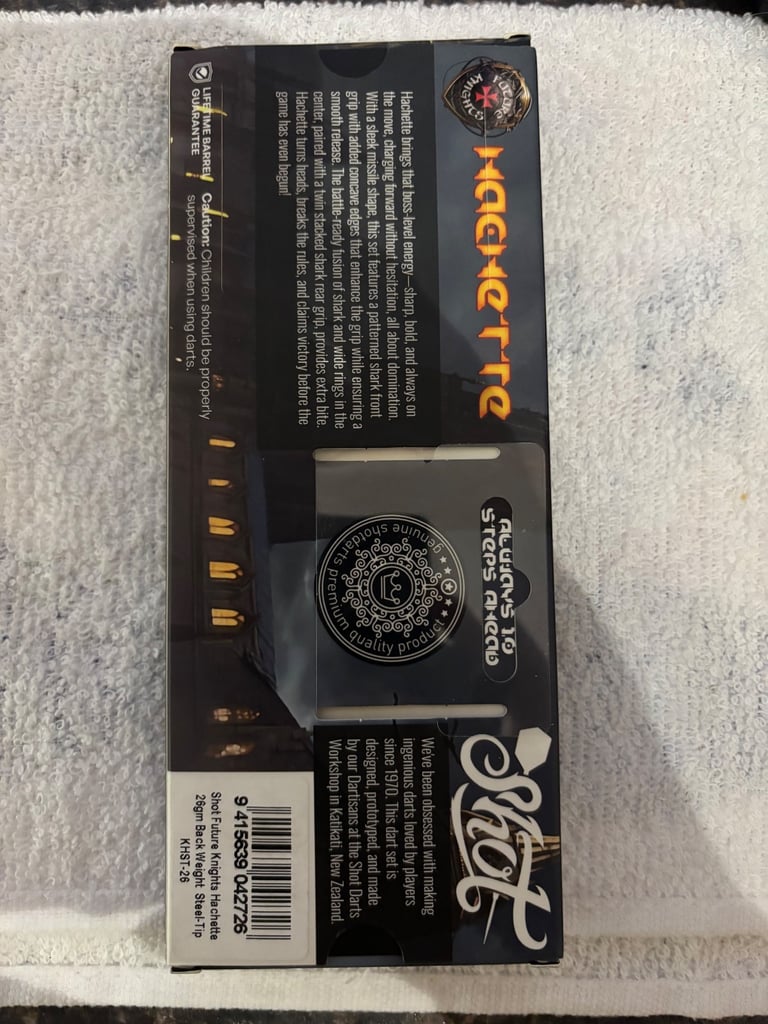 FUTURE
KNIGHTS
HACHETTE
Hachette brings that boss-level energy—sharp, bold, and always on
the move, charging forward without hesitation, all about domination.
With a sleek missile shape, this set features a patterned shark front
grip with added concave edges that enhance the grip while ensuring a
smooth release. The battle-ready fusion of shark and wide rings in the
center, paired with a twin stacked shark rear grip, provides extra bite.
Hachette turns heads, breaks the rules, and claims victory before the
game has even begun!
LIFETIME BARREL
GUARANTEE
Caution: Children should be properly
supervised when using darts.
ALWAYS 10
STEPS AHEAD
genuine shotdarts
premium quality product
Shot
We've been obsessed with making
ingenious darts loved by players
since 1970. This dart set is
designed, prototyped, and made
by our Dartisans at the Shot Darts
Workshop in Katikati, New Zealand.
9 415639 042726
Shot Future Knights Hachette
26gm Back Weight Steel-Tip
KHST-26